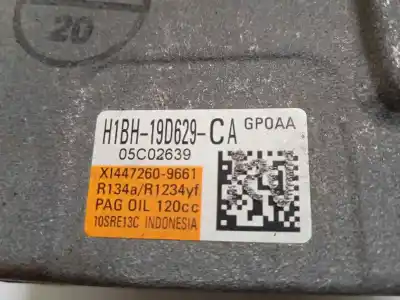 20
H1BH-19D629-CA GPOAA
05C02639
XI447260-9661
R134a/R1234yf
PAG OIL 120cc
10SRE13C INDONESIA